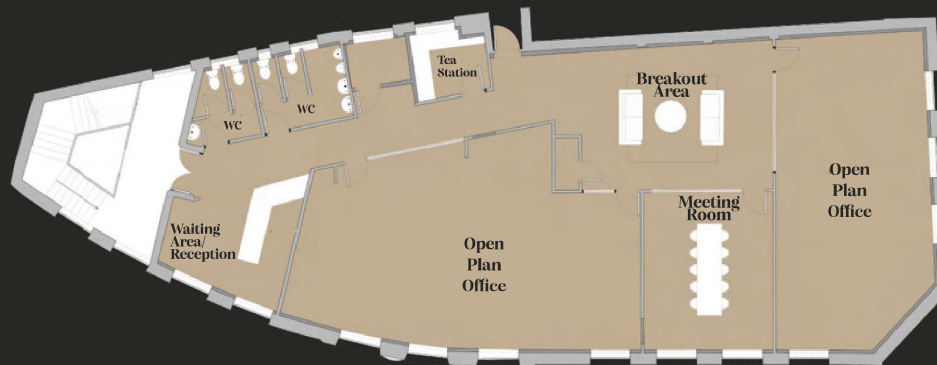 Tea
Station
Breakout
Area
WC
WC
Open
Plan
Office
Meeting
Room
Waiting
Area/
Reception
Open
Plan
Office